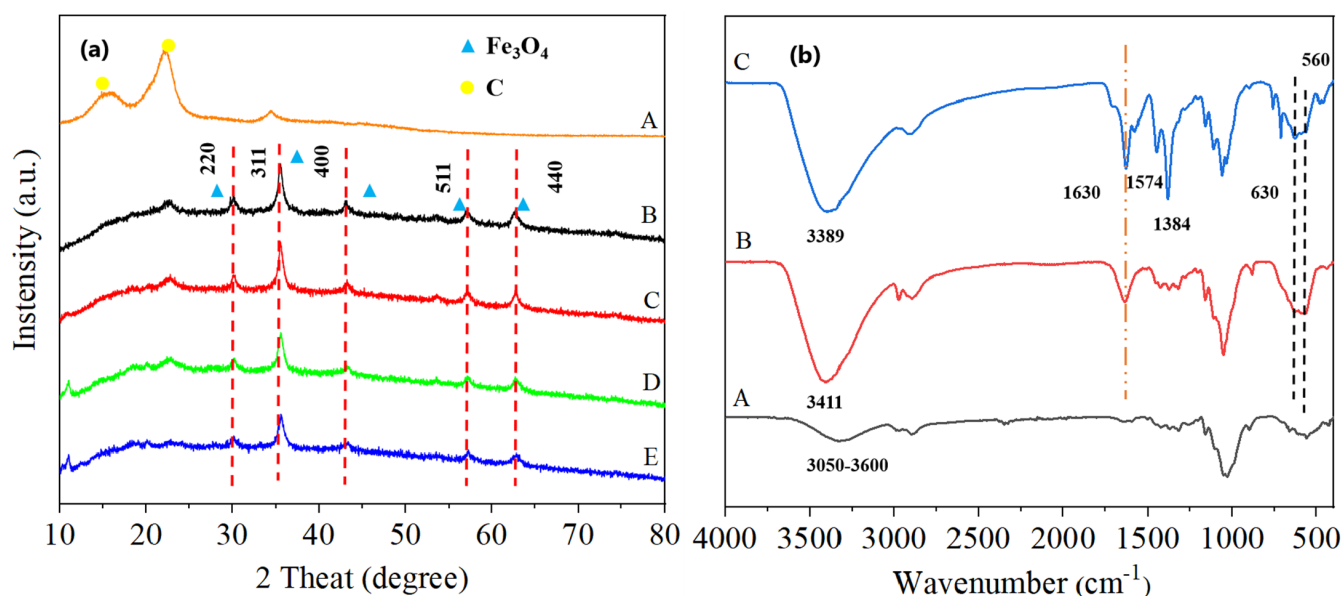 (a)
Fe₃O₄
C
A
220
311
400
511
440
B
C
D
E
Instensity (a.u.)
10 20 30 40 50 60 70 80
2 Theat (degree)
(b)
C
560
1630
1574
630
3389
1384
B
3411
A
3050-3600
4000 3500 3000 2500 2000 1500 1000 500
Wavenumber (cm⁻¹)